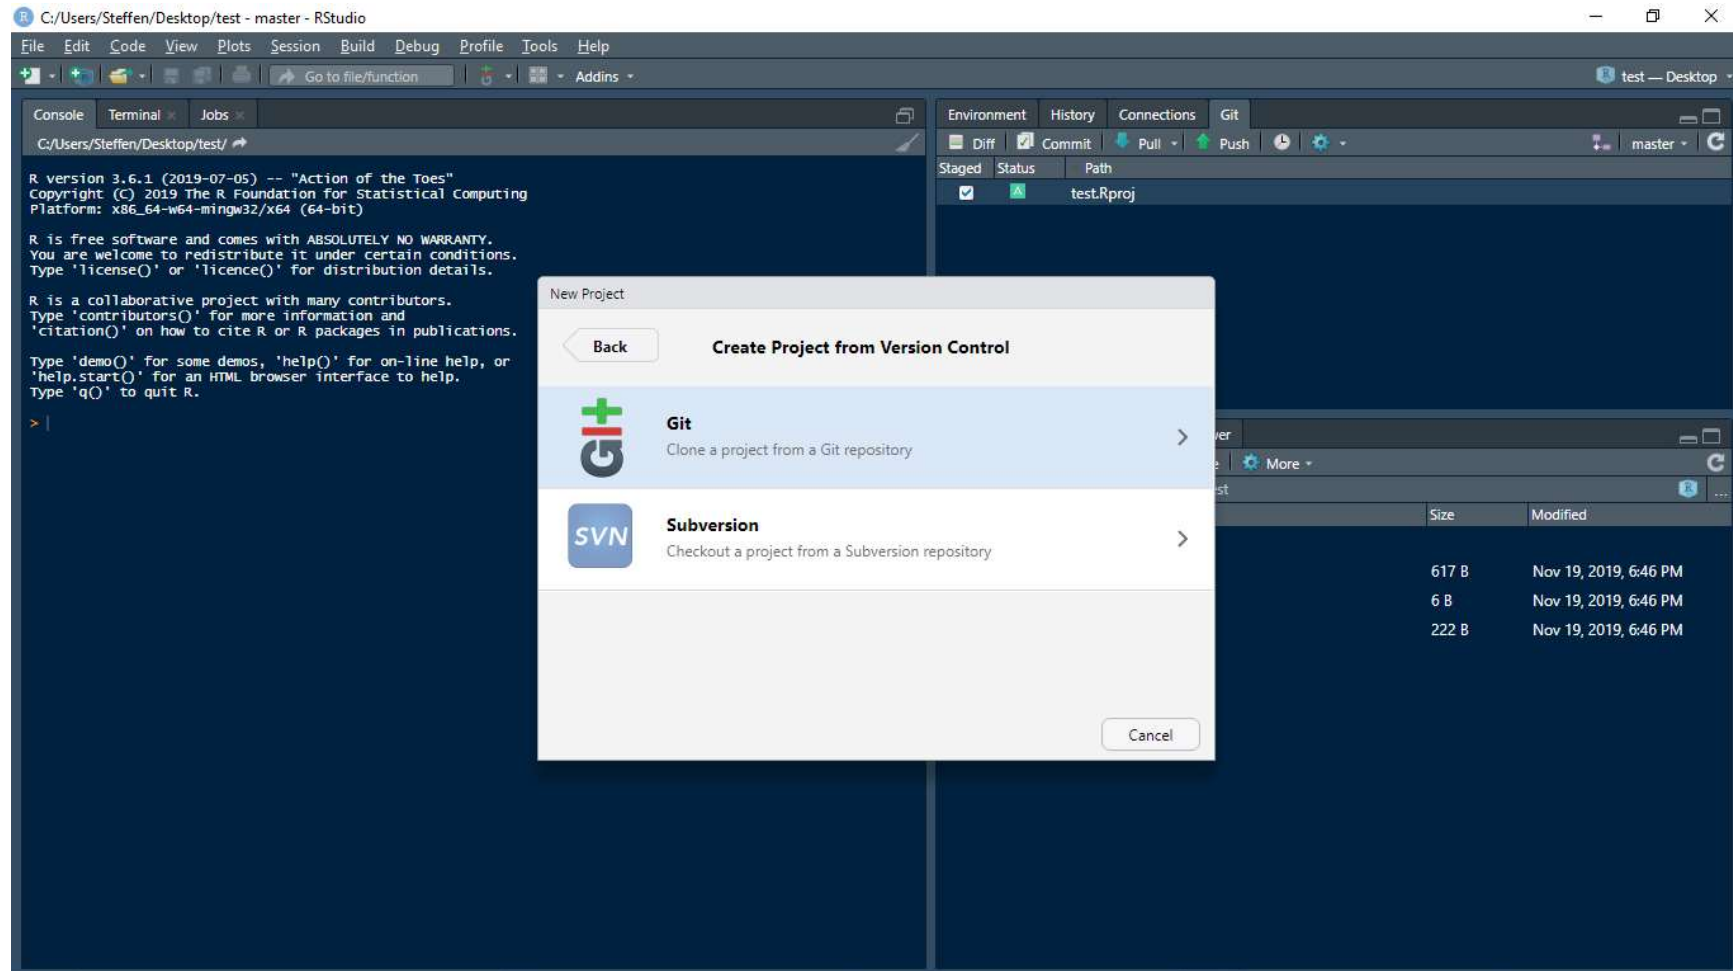 C:/Users/Steffen/Desktop/test - master - RStudio
File Edit Code View Plots Session Build Debug Profile Tools Help
Go to file/function Addins test — Desktop
Console Terminal Jobs
C:/Users/Steffen/Desktop/test/
R version 3.6.1 (2019-07-05) -- "Action of the Toes"
Copyright (C) 2019 The R Foundation for Statistical Computing
Platform: x86_64-w64-mingw32/x64 (64-bit)
R is free software and comes with ABSOLUTELY NO WARRANTY.
You are welcome to redistribute it under certain conditions.
Type 'license()' or 'licence()' for distribution details.
R is a collaborative project with many contributors.
Type 'contributors()' for more information and
'citation()' on how to cite R or R packages in publications.
Type 'demo()' for some demos, 'help()' for on-line help, or
'help.start()' for an HTML browser interface to help.
Type 'q()' to quit R.
>
Environment History Connections Git
Diff Commit Pull Push master
Staged Status Path
A test.Rproj
New Project
Back Create Project from Version Control
git
Git
Clone a project from a Git repository
SVN
Subversion
Checkout a project from a Subversion repository
Cancel
More
Size Modified
617 B Nov 19, 2019, 6:46 PM
6 B Nov 19, 2019, 6:46 PM
222 B Nov 19, 2019, 6:46 PM